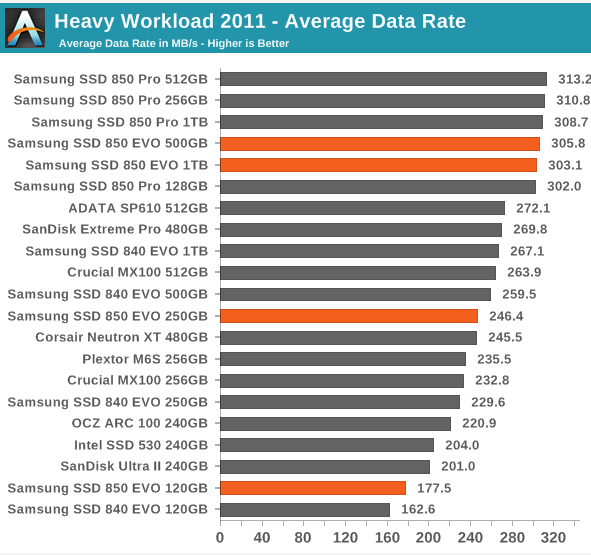 Heavy Workload 2011 - Average Data Rate
Average Data Rate in MB/s - Higher is Better
Samsung SSD 850 Pro 512GB 313.2
Samsung SSD 850 Pro 256GB 310.8
Samsung SSD 850 Pro 1TB 308.7
Samsung SSD 850 EVO 500GB 305.8
Samsung SSD 850 EVO 1TB 303.1
Samsung SSD 850 Pro 128GB 302.0
ADATA SP610 512GB 272.1
SanDisk Extreme Pro 480GB 269.8
Samsung SSD 840 EVO 1TB 267.1
Crucial MX100 512GB 263.9
Samsung SSD 840 EVO 500GB 259.5
Samsung SSD 850 EVO 250GB 246.4
Corsair Neutron XT 480GB 245.5
Plextor M6S 256GB 235.5
Crucial MX100 256GB 232.8
Samsung SSD 840 EVO 250GB 229.6
OCZ ARC 100 240GB 220.9
Intel SSD 530 240GB 204.0
SanDisk Ultra II 240GB 201.0
Samsung SSD 850 EVO 120GB 177.5
Samsung SSD 840 EVO 120GB 162.6
0 40 80 120 160 200 240 280 320